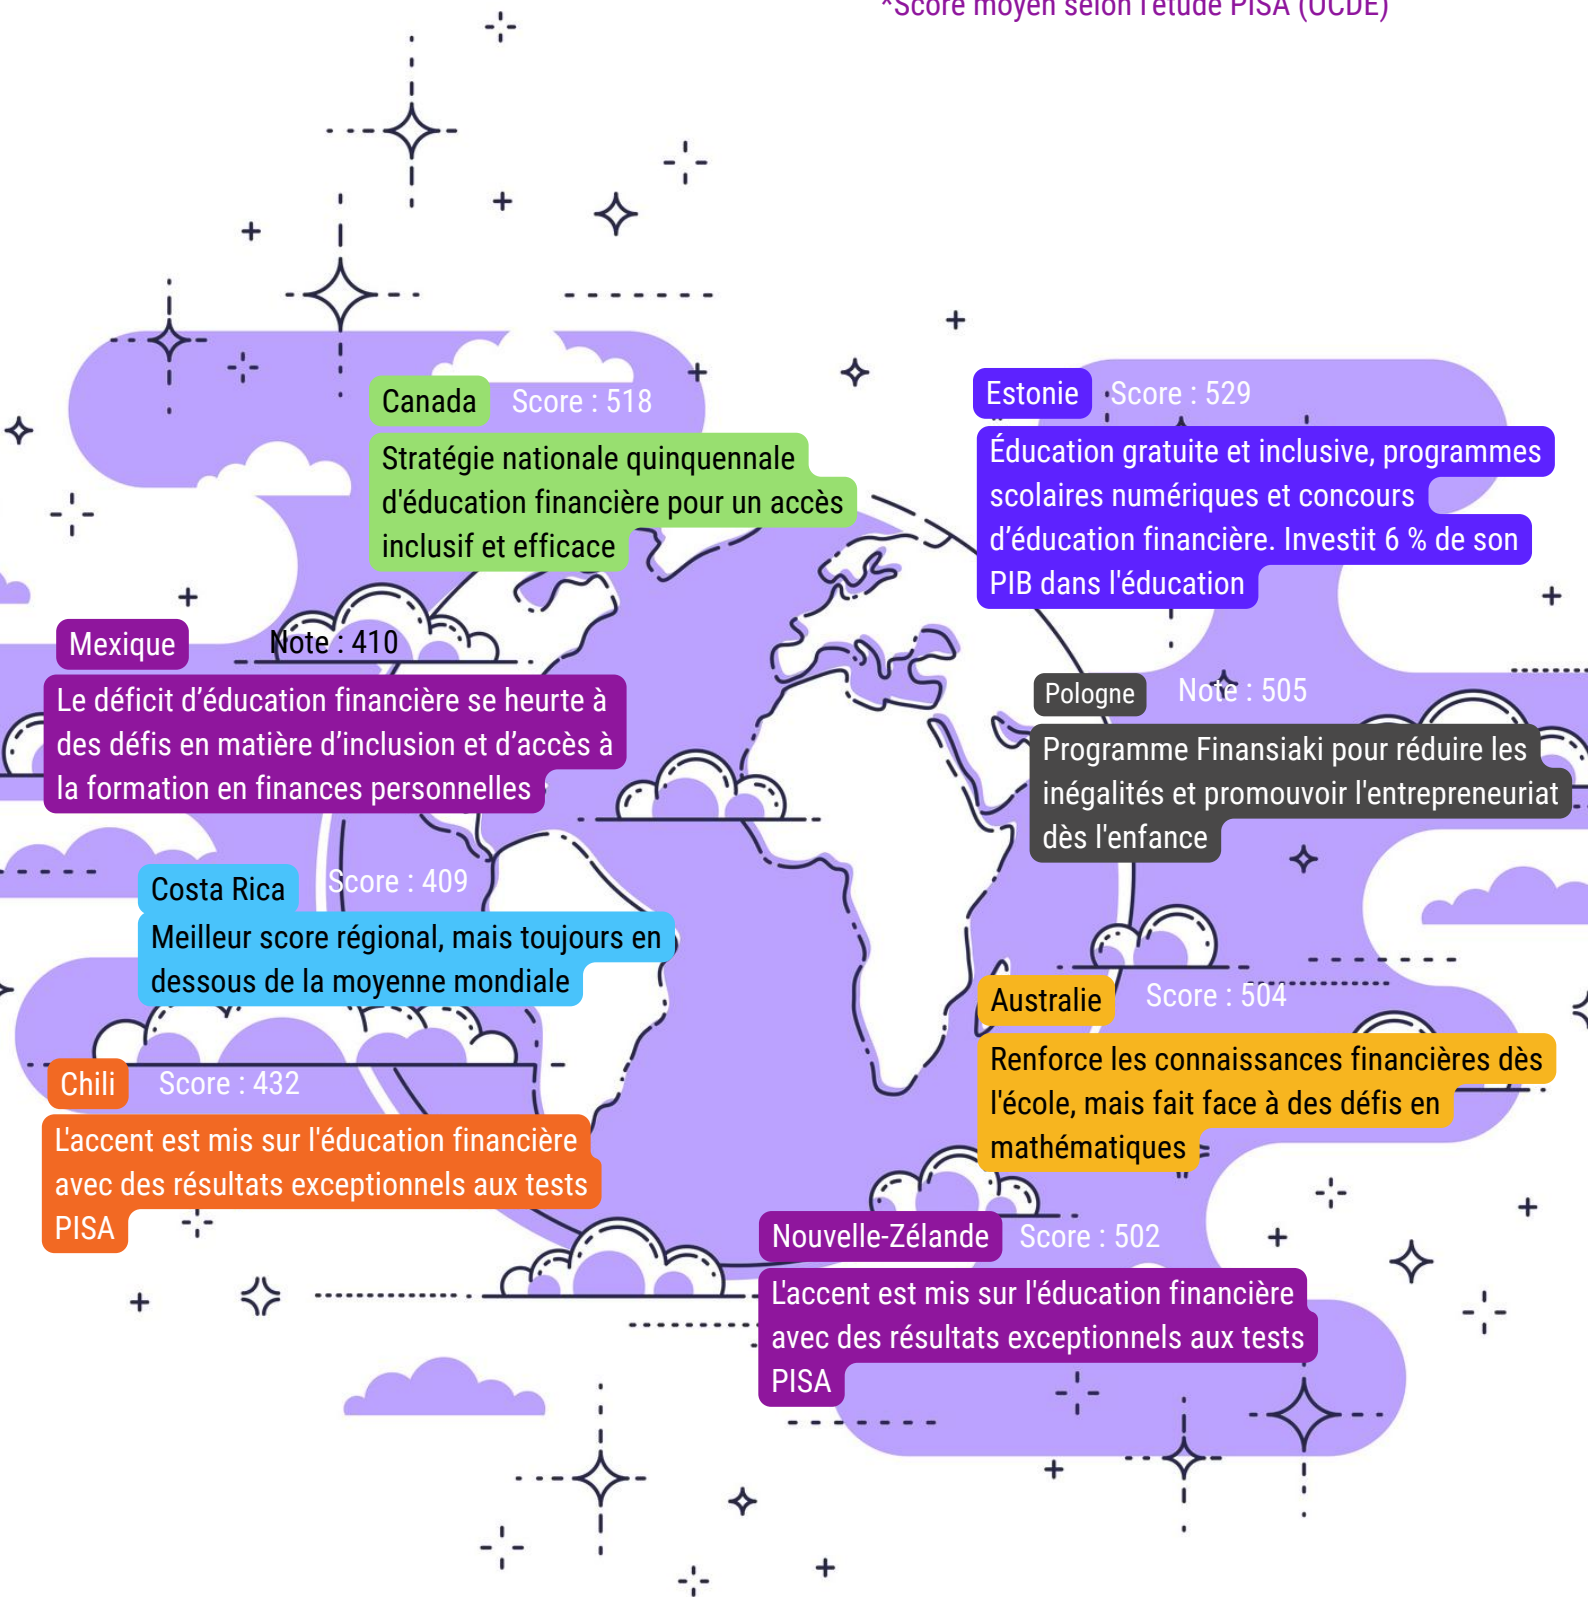 *Score moyen selon l'étude PISA (OCDE)
Canada Score : 518
Stratégie nationale quinquennale
d'éducation financière pour un accès
inclusif et efficace
Estonie Score : 529
Éducation gratuite et inclusive, programmes
scolaires numériques et concours
d’éducation financière. Investit 6 % de son
PIB dans l'éducation
Mexique Note : 410
Le déficit d’éducation financière se heurte à
des défis en matière d’inclusion et d’accès à
la formation en finances personnelles
Pologne Note : 505
Programme Finansiaki pour réduire les
inégalités et promouvoir l'entrepreneuriat
dès l'enfance
Costa Rica Score : 409
Meilleur score régional, mais toujours en
dessous de la moyenne mondiale
Australie Score : 504
Renforce les connaissances financières dès
l'école, mais fait face à des défis en
mathématiques
Chili Score : 432
L'accent est mis sur l'éducation financière
avec des résultats exceptionnels aux tests
PISA
Nouvelle-Zélande Score : 502
L'accent est mis sur l'éducation financière
avec des résultats exceptionnels aux tests
PISA